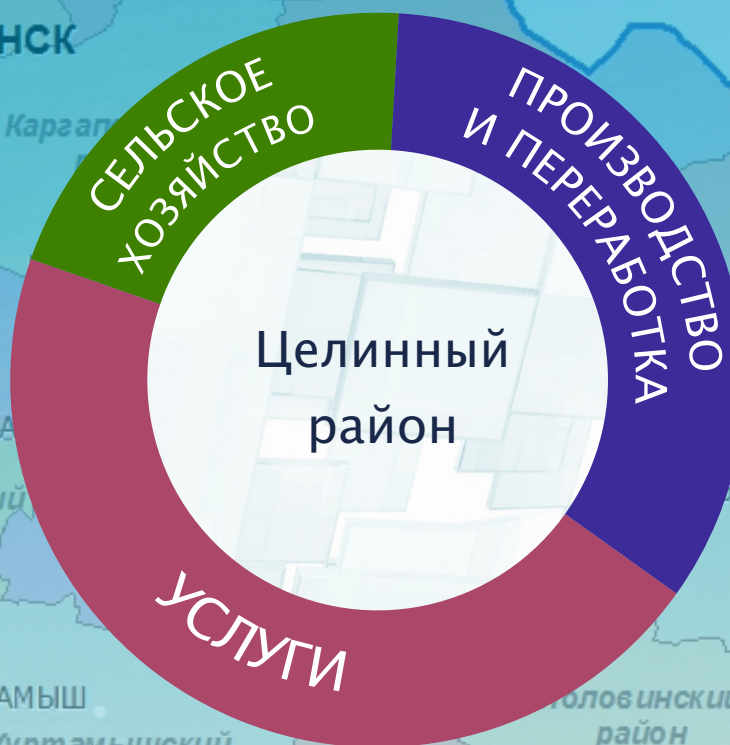 НСК
СЕЛЬСКОЕ
ХОЗЯЙСТВО
ПРОИЗВОДСТВО
И ПЕРЕРАБОТКА
Целинный
район
УСЛУГИ
АМЫШ
район